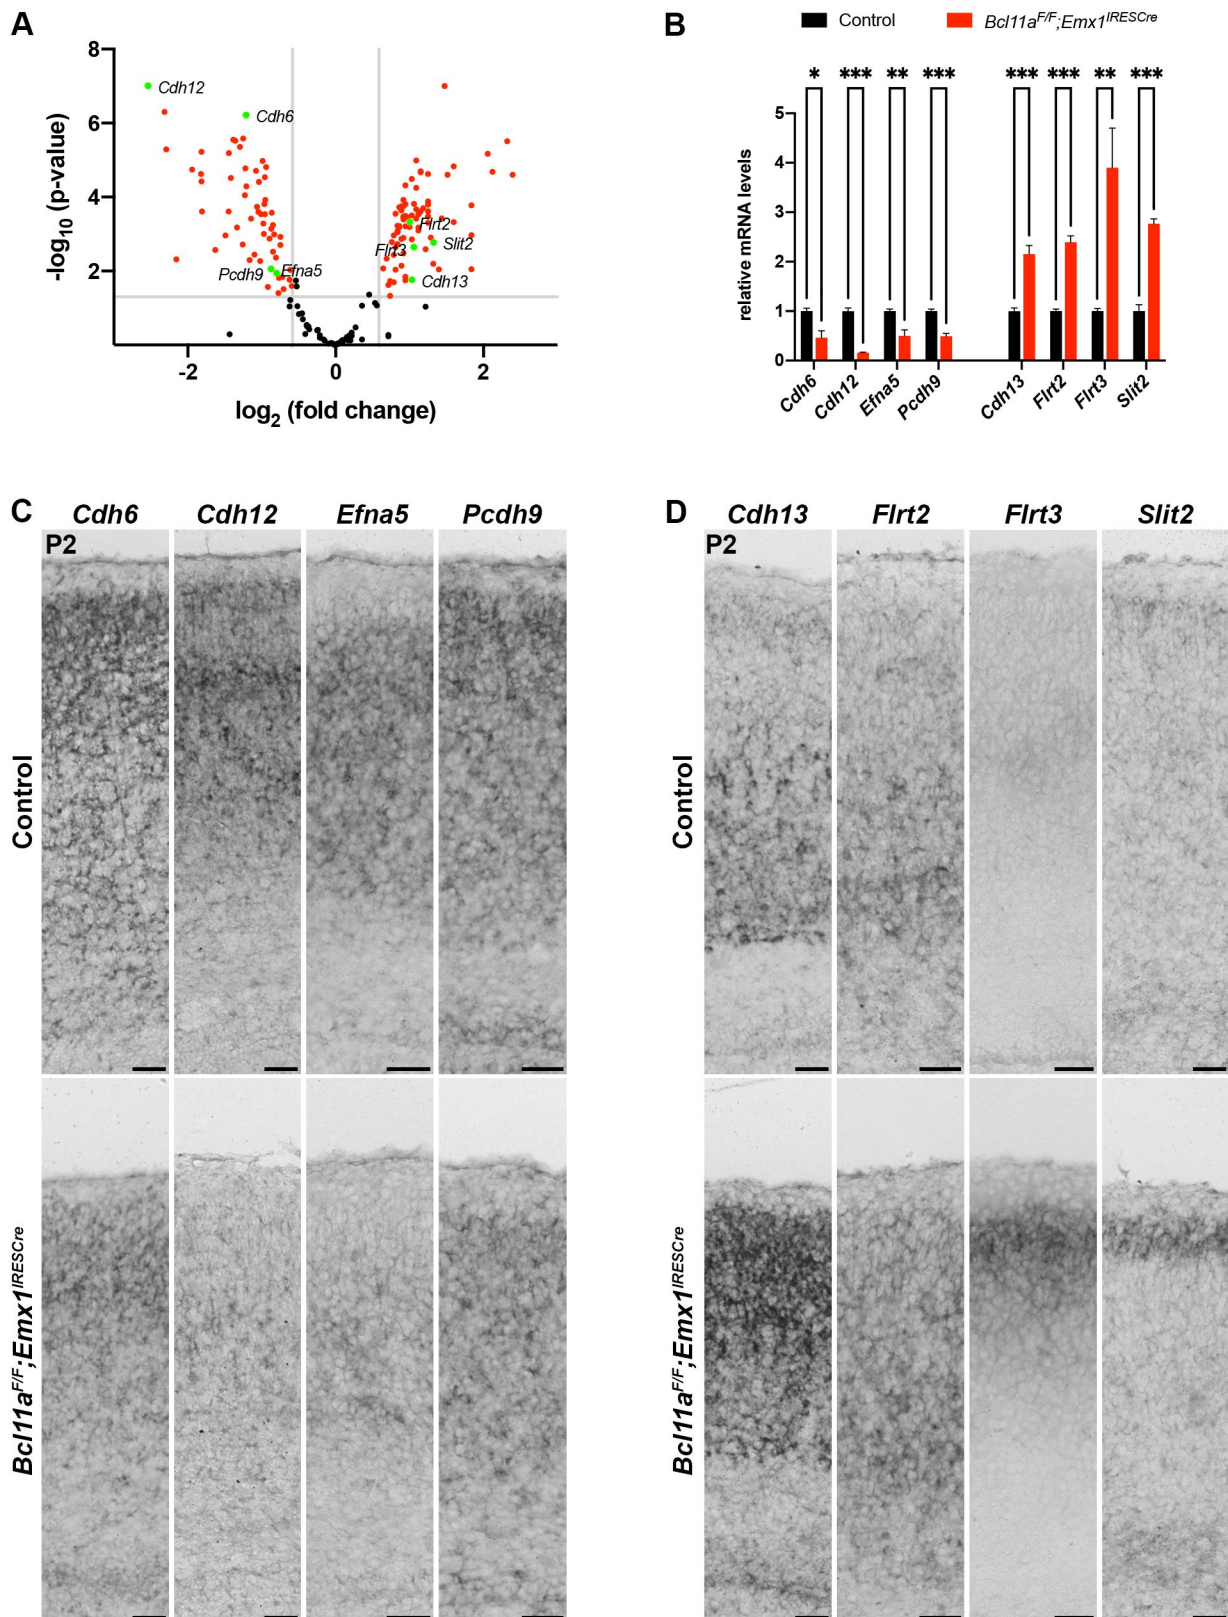 A
8
6
4
2
-log10 (p-value)
Cdh12
Cdh6
Flrt2
Flrt3
Slit2
Pcdh9
Efna5
Cdh13
-2
0
2
log2 (fold change)
B
Control
Bcl11aF/F;Emx1IRESCre
* *** ** *** *** *** ** ***
5
4
3
2
1
0
relative mRNA levels
Cdh6
Cdh12
Efna5
Pcdh9
Cdh13
Flrt2
Flrt3
Slit2
C
Cdh6 Cdh12 Efna5 Pcdh9
P2
Control
Bcl11aF/F;Emx1IRESCre
D
Cdh13 Flrt2 Flrt3 Slit2
P2
Control
Bcl11aF/F;Emx1IRESCre